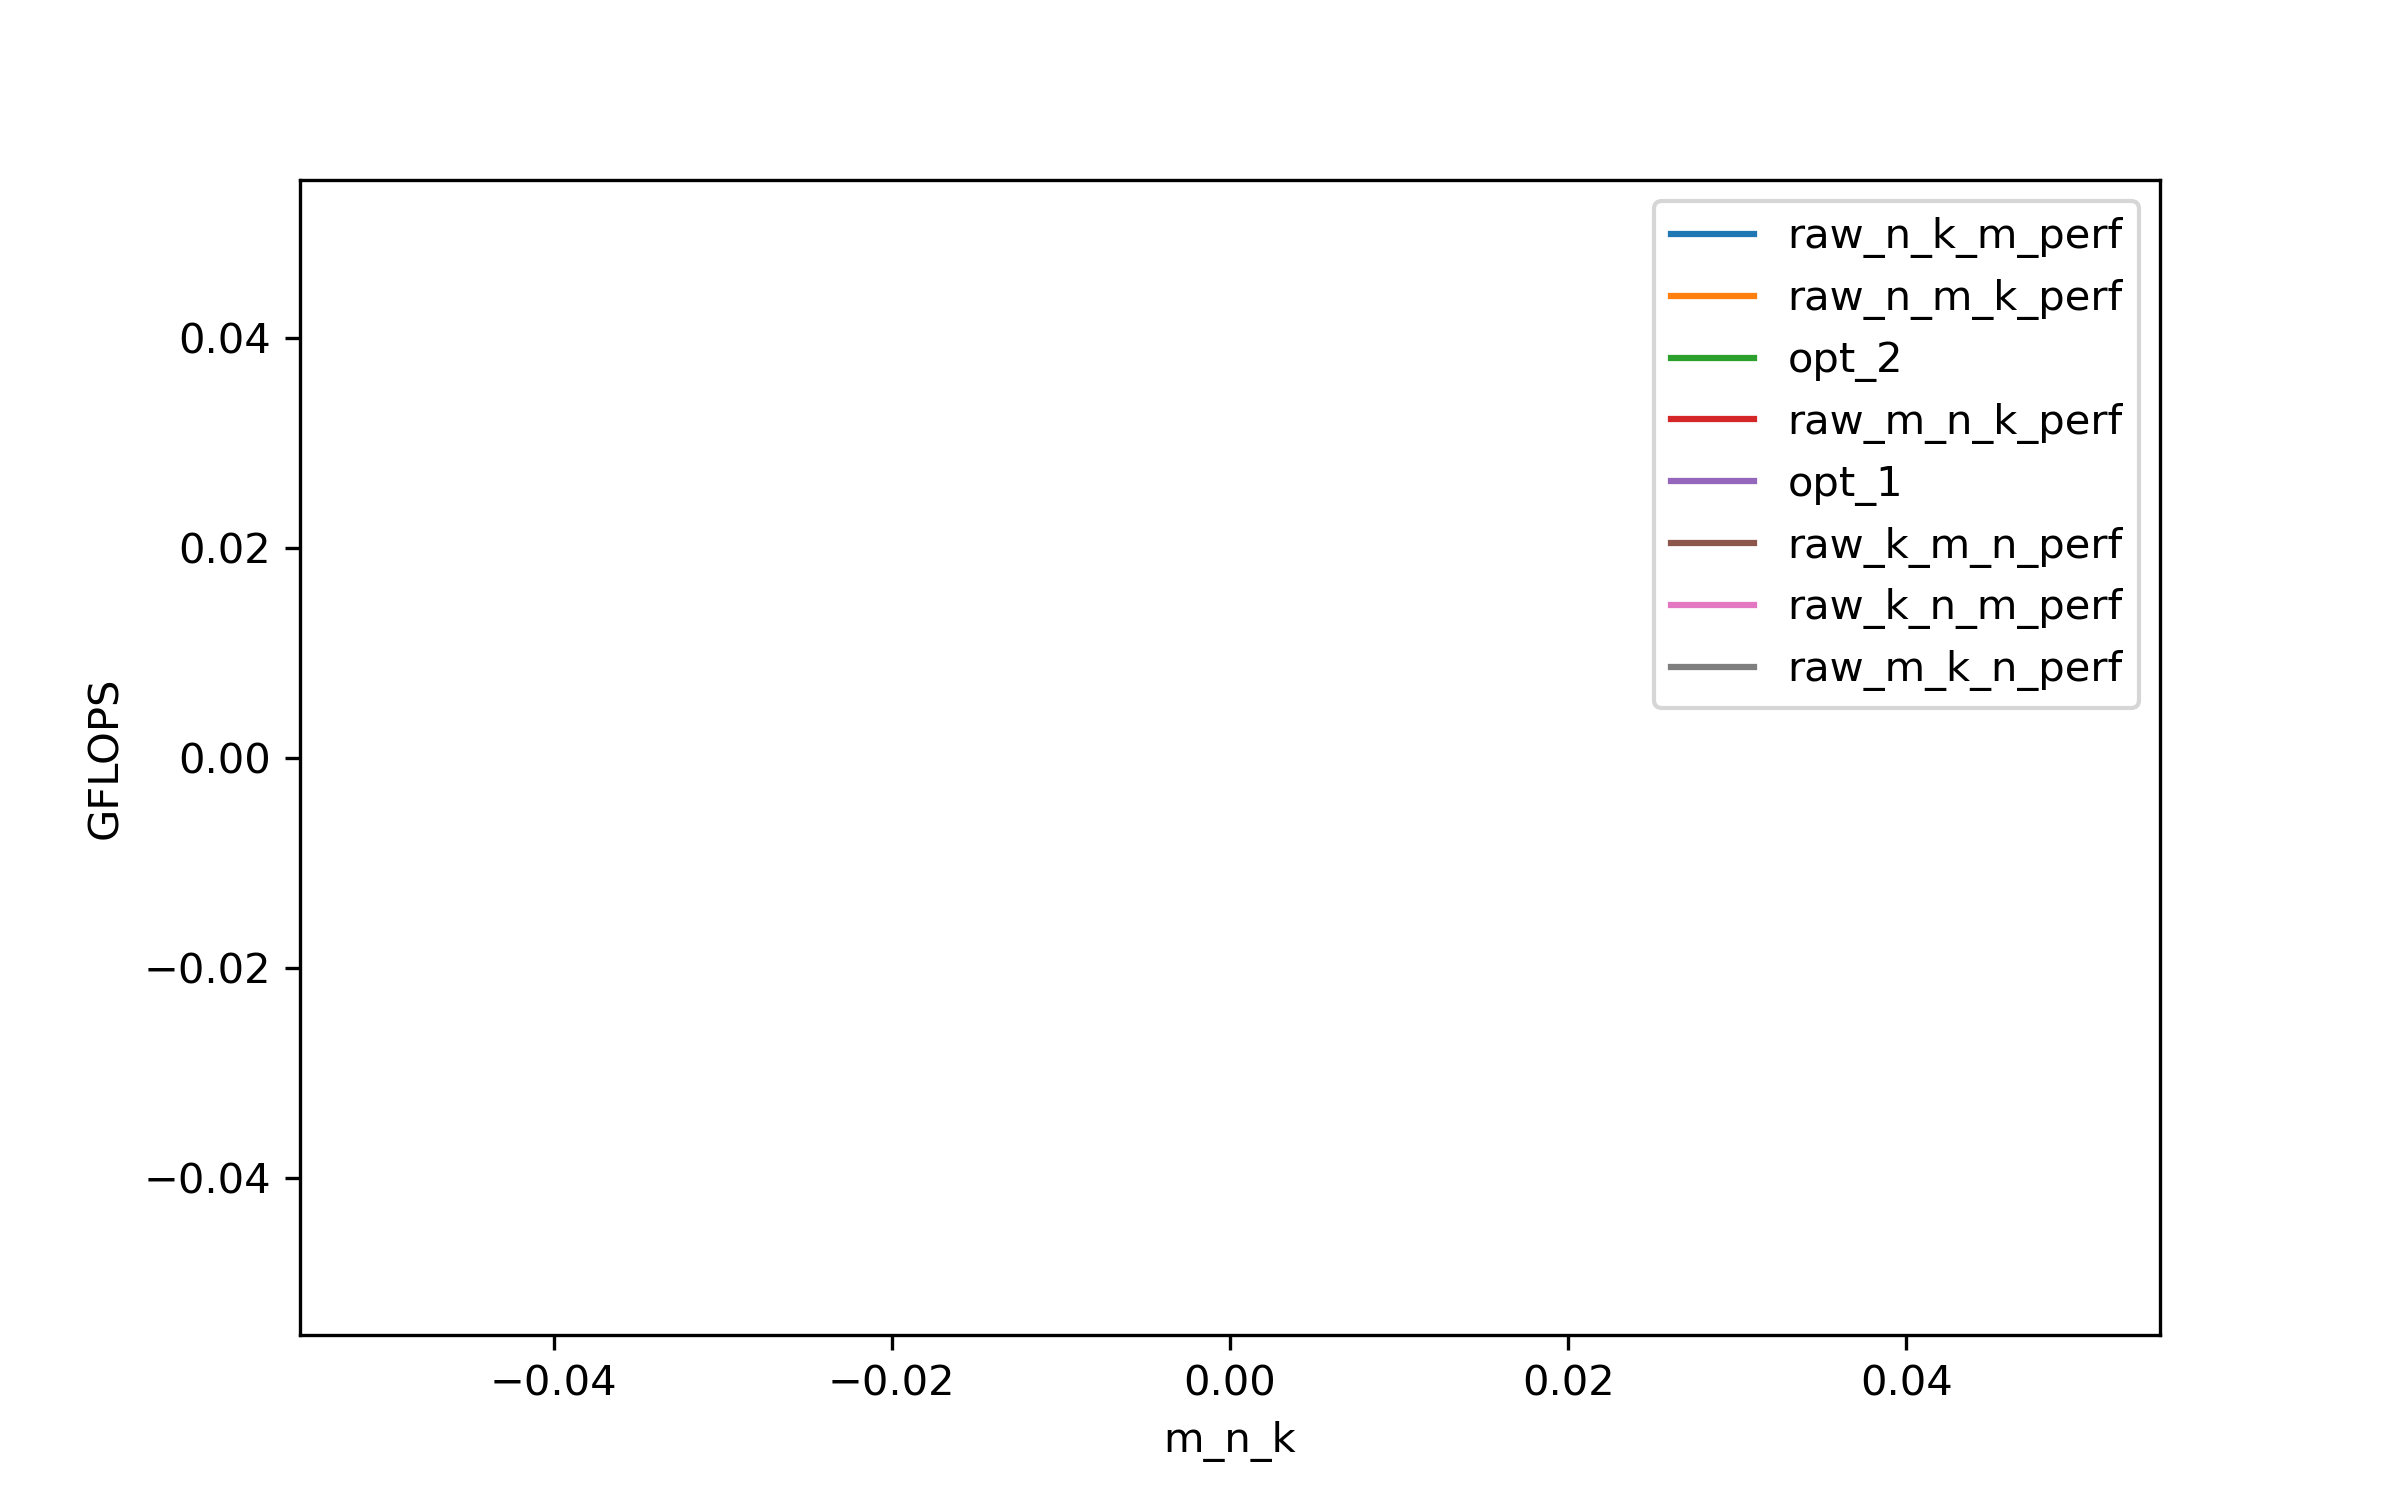 raw_n_k_m_perf
raw_n_m_k_perf
opt_2
raw_m_n_k_perf
opt_1
raw_k_m_n_perf
raw_k_n_m_perf
raw_m_k_n_perf
0.04
0.02
0.00
−0.02
−0.04
GFLOPS
−0.04 −0.02 0.00 0.02 0.04
m_n_k